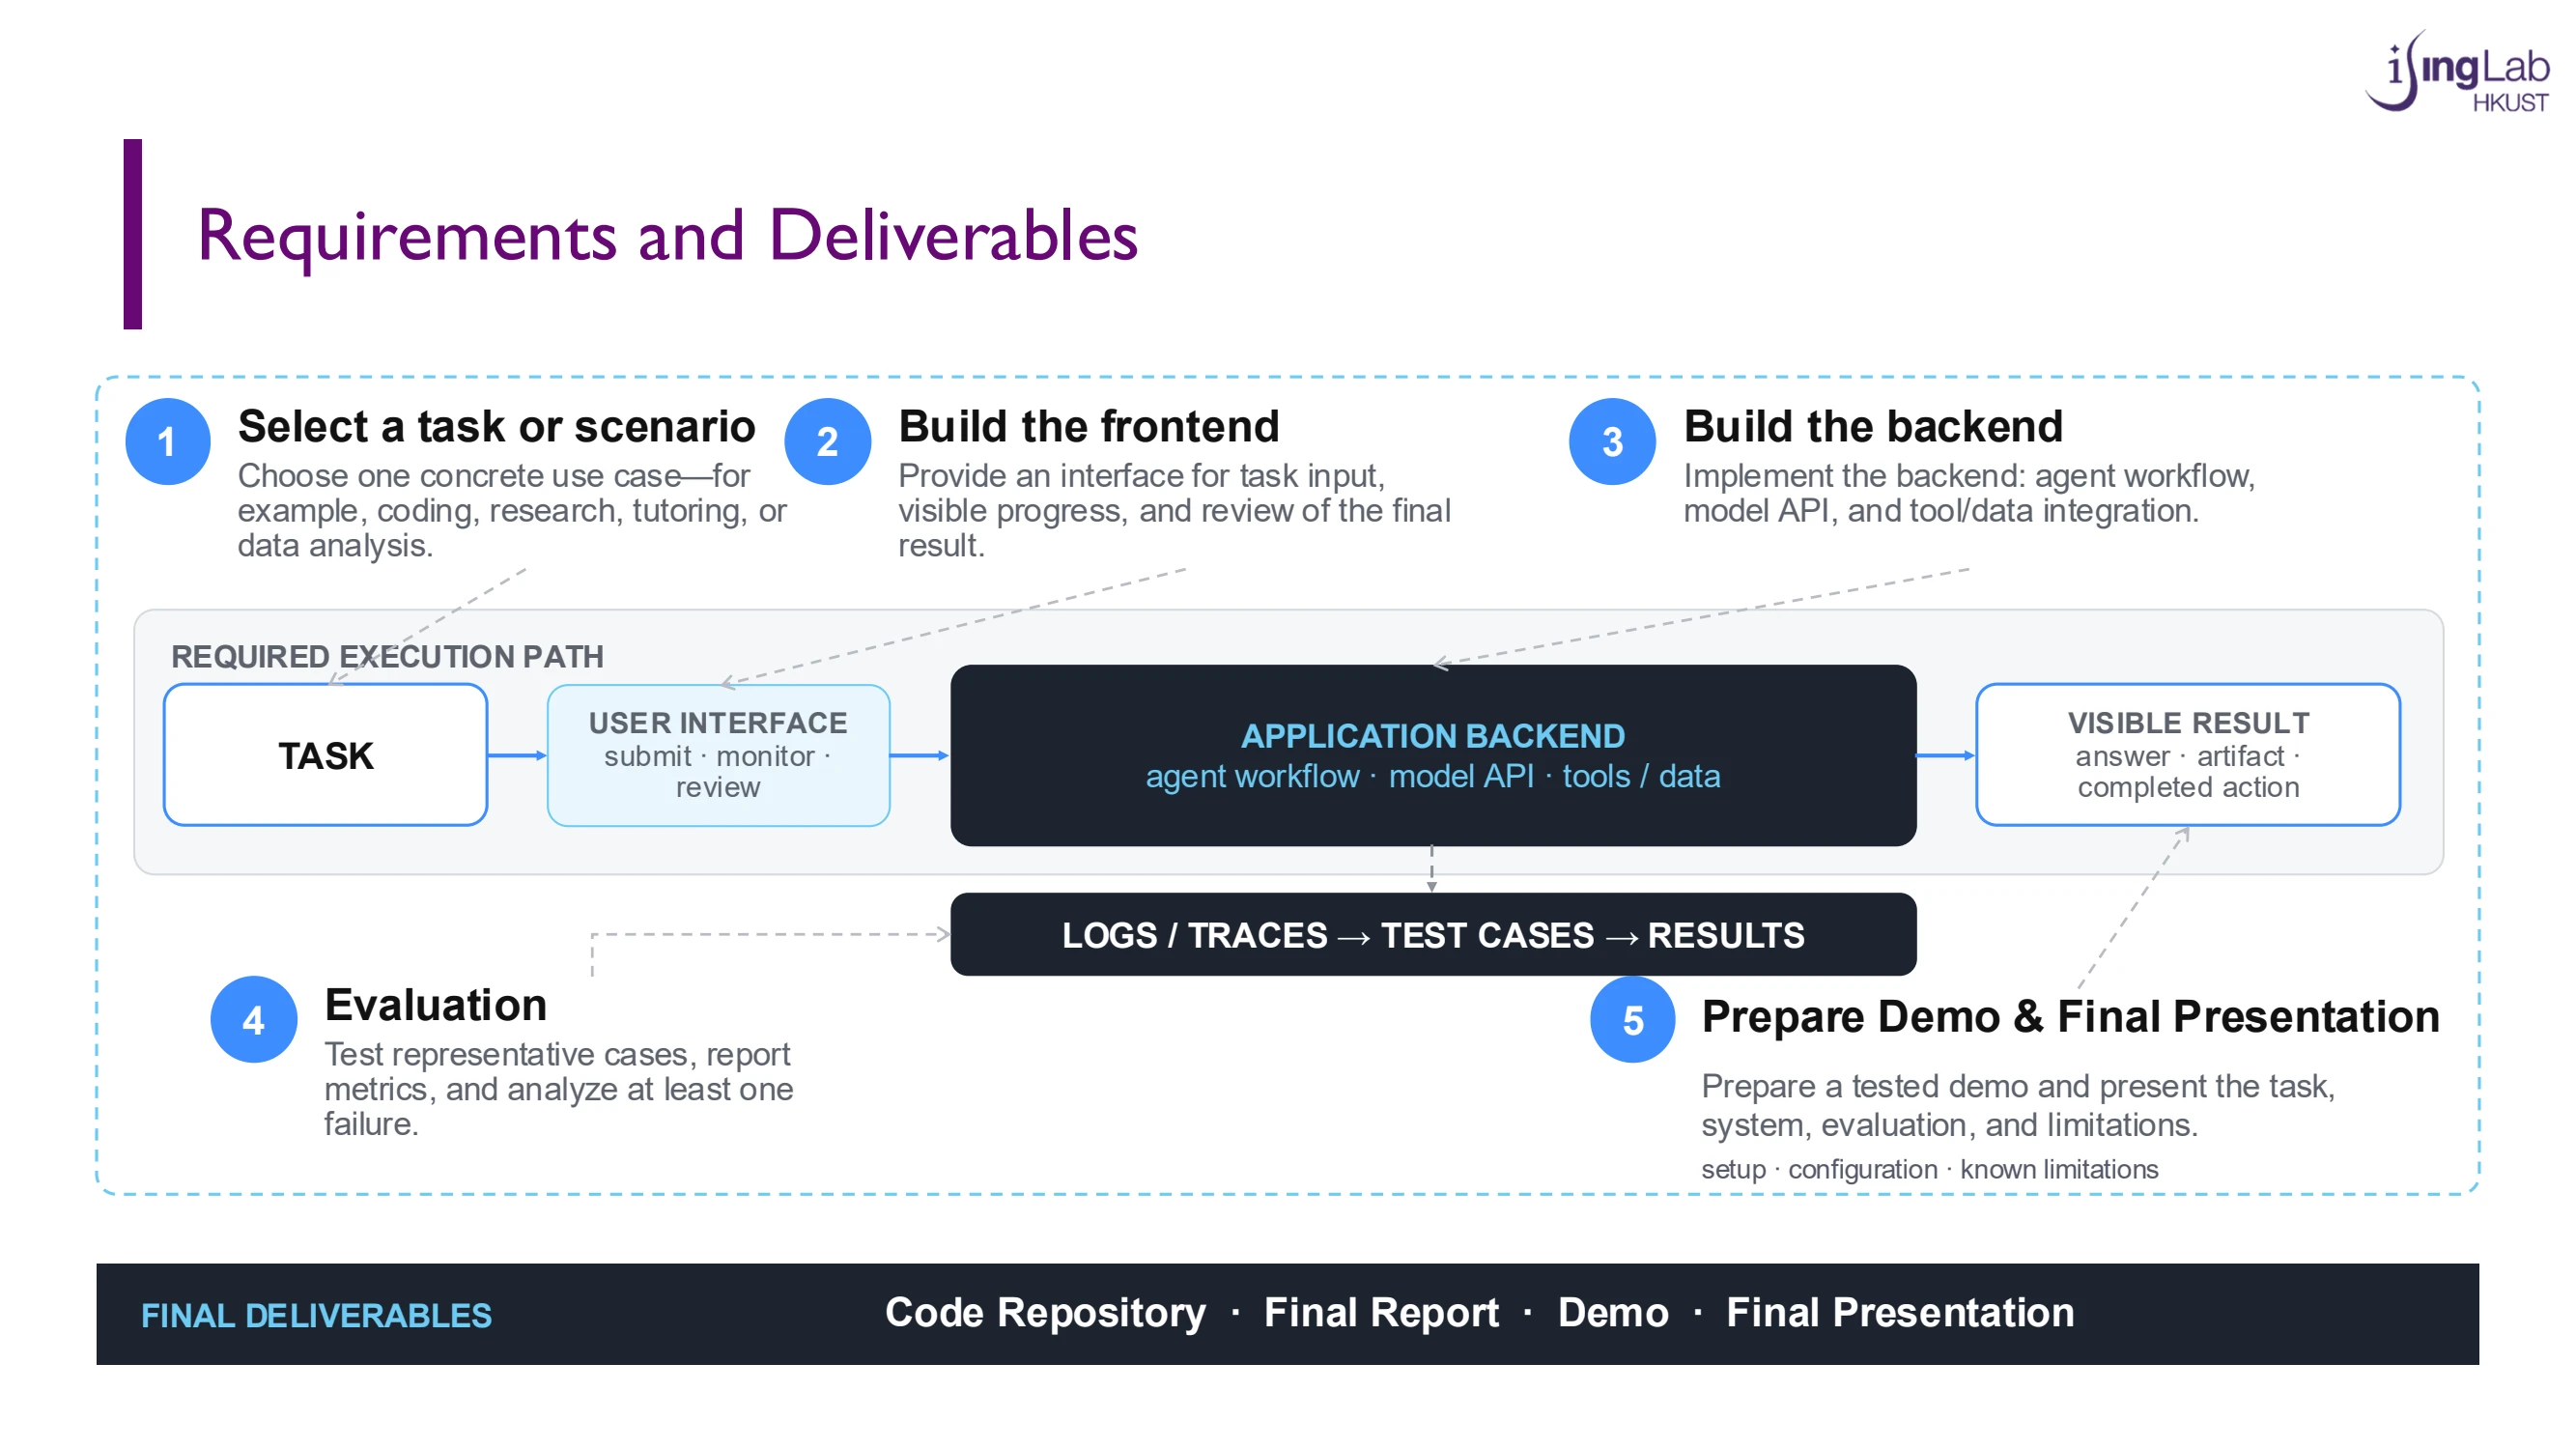 iSingLab
HKUST
Requirements and Deliverables
1
Select a task or scenario
Choose one concrete use case—for
example, coding, research, tutoring, or
data analysis.
2
Build the frontend
Provide an interface for task input,
visible progress, and review of the final
result.
3
Build the backend
Implement the backend: agent workflow,
model API, and tool/data integration.
REQUIRED EXECUTION PATH
TASK
USER INTERFACE
submit · monitor ·
review
APPLICATION BACKEND
agent workflow · model API · tools / data
VISIBLE RESULT
answer · artifact ·
completed action
LOGS / TRACES → TEST CASES → RESULTS
4
Evaluation
Test representative cases, report
metrics, and analyze at least one
failure.
5
Prepare Demo & Final Presentation
Prepare a tested demo and present the task,
system, evaluation, and limitations.
setup · configuration · known limitations
FINAL DELIVERABLES
Code Repository · Final Report · Demo · Final Presentation